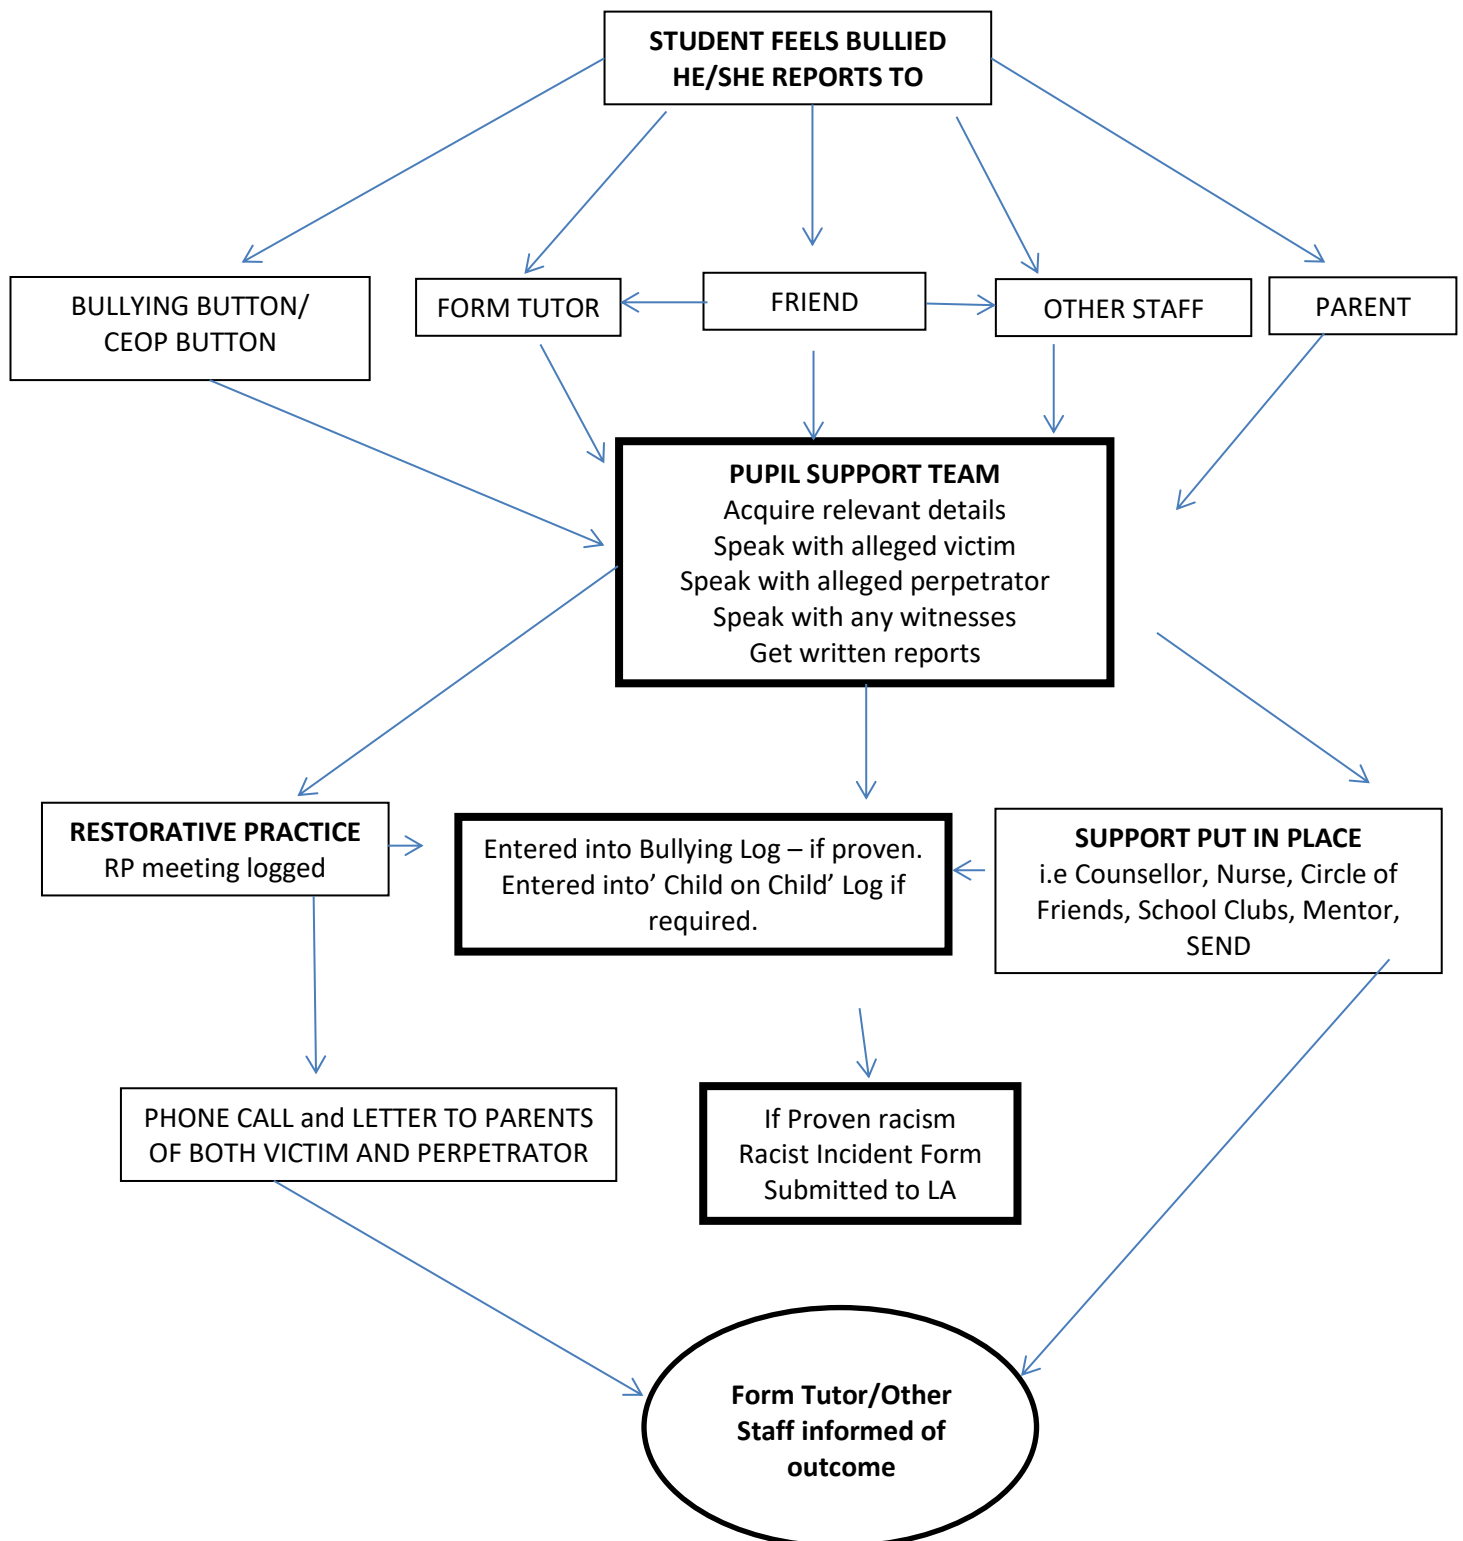 STUDENT FEELS BULLIED
HE/SHE REPORTS TO
BULLYING BUTTON/
CEOP BUTTON
FORM TUTOR
FRIEND
OTHER STAFF
PARENT
PUPIL SUPPORT TEAM
Acquire relevant details
Speak with alleged victim
Speak with alleged perpetrator
Speak with any witnesses
Get written reports
RESTORATIVE PRACTICE
RP meeting logged
Entered into Bullying Log – if proven.
Entered into’ Child on Child’ Log if
required.
SUPPORT PUT IN PLACE
i.e Counsellor, Nurse, Circle of
Friends, School Clubs, Mentor,
SEND
PHONE CALL and LETTER TO PARENTS
OF BOTH VICTIM AND PERPETRATOR
If Proven racism
Racist Incident Form
Submitted to LA
Form Tutor/Other
Staff informed of
outcome